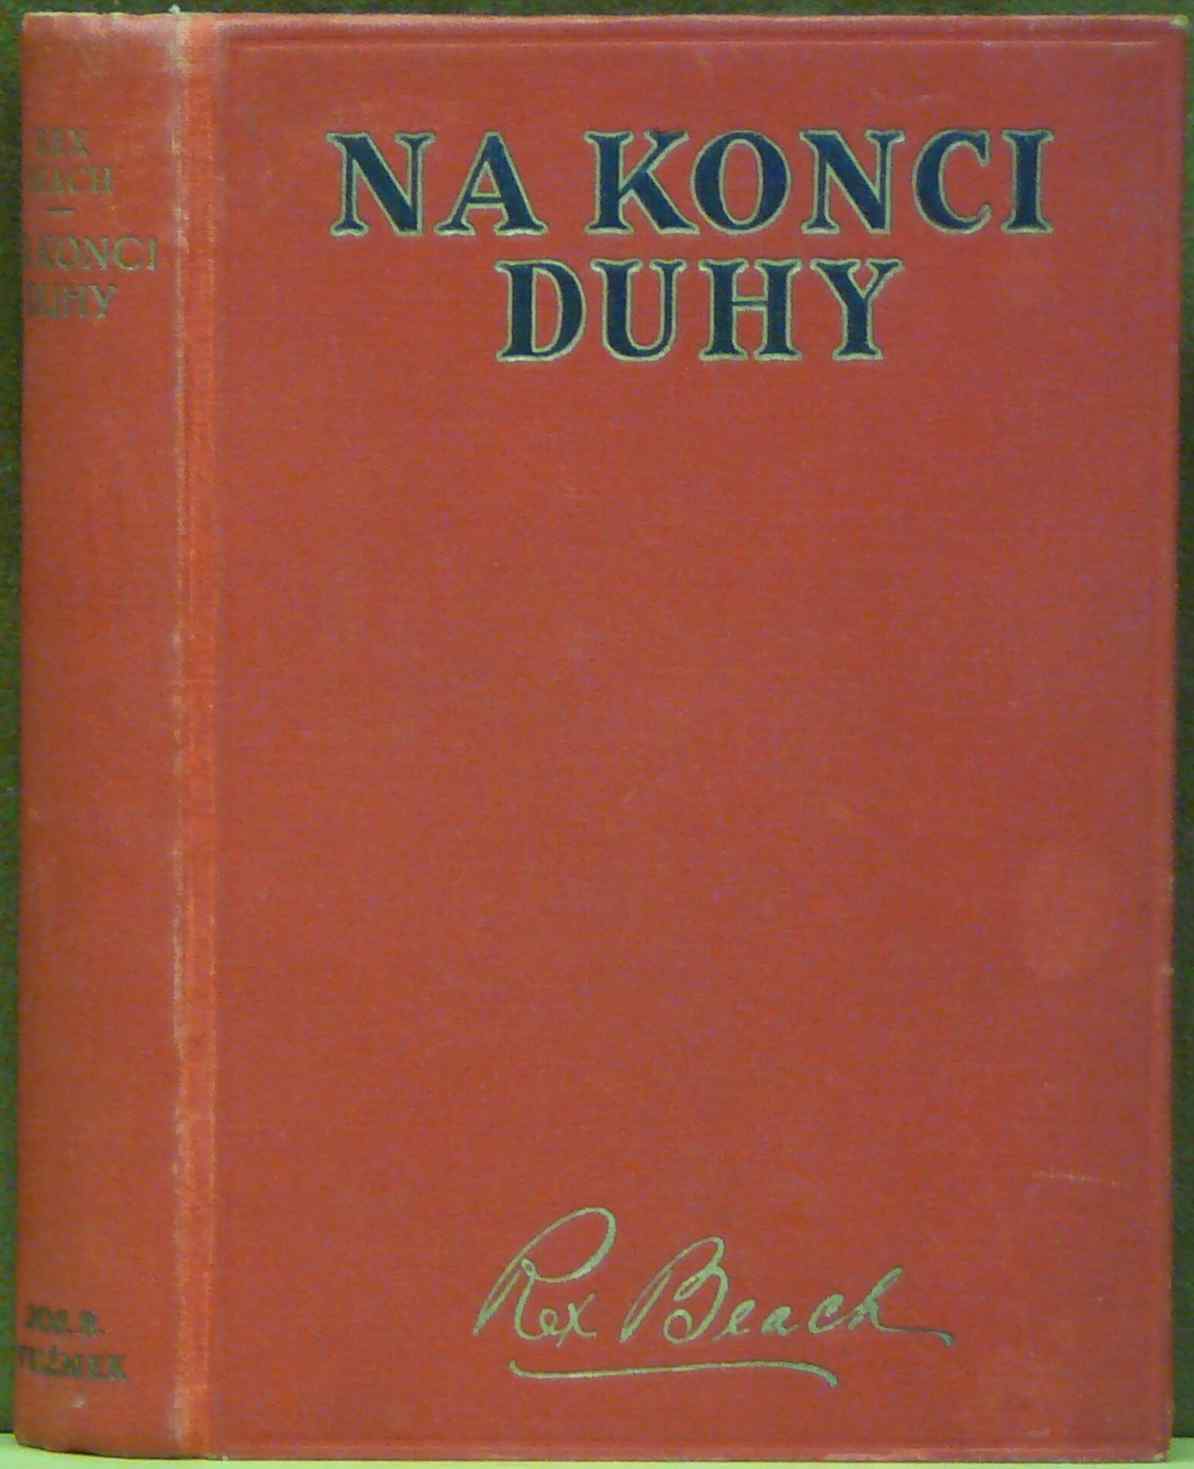 NA KONCI
DUHY
Rex Beach
REX
BEACH
NA KONCI
DUHY
JOS. R.
VILÍMEK